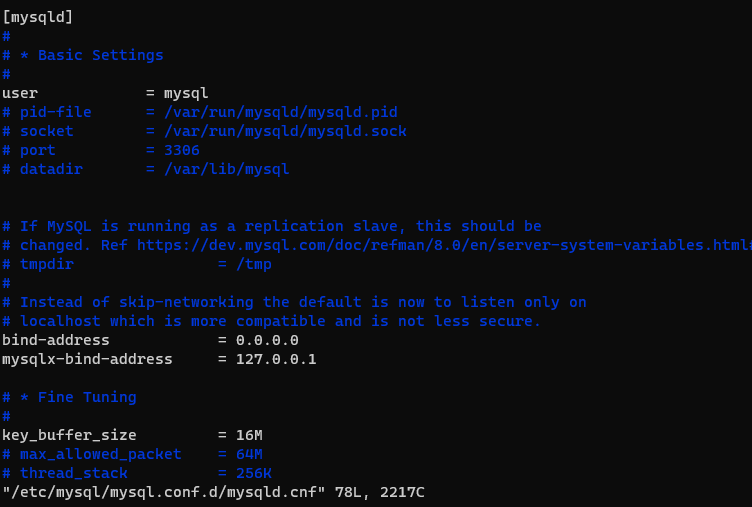 [mysqld]
#
# * Basic Settings
#
user            = mysql
# pid-file      = /var/run/mysqld/mysqld.pid
# socket        = /var/run/mysqld/mysqld.sock
# port          = 3306
# datadir       = /var/lib/mysql
# If MySQL is running as a replication slave, this should be
# changed. Ref https://dev.mysql.com/doc/refman/8.0/en/server-system-variables.html#
# tmpdir                = /tmp
#
# Instead of skip-networking the default is now to listen only on
# localhost which is more compatible and is not less secure.
bind-address            = 0.0.0.0
mysqlx-bind-address     = 127.0.0.1
# * Fine Tuning
#
key_buffer_size         = 16M
# max_allowed_packet    = 64M
# thread_stack          = 256K
"/etc/mysql/mysql.conf.d/mysqld.cnf" 78L, 2217C